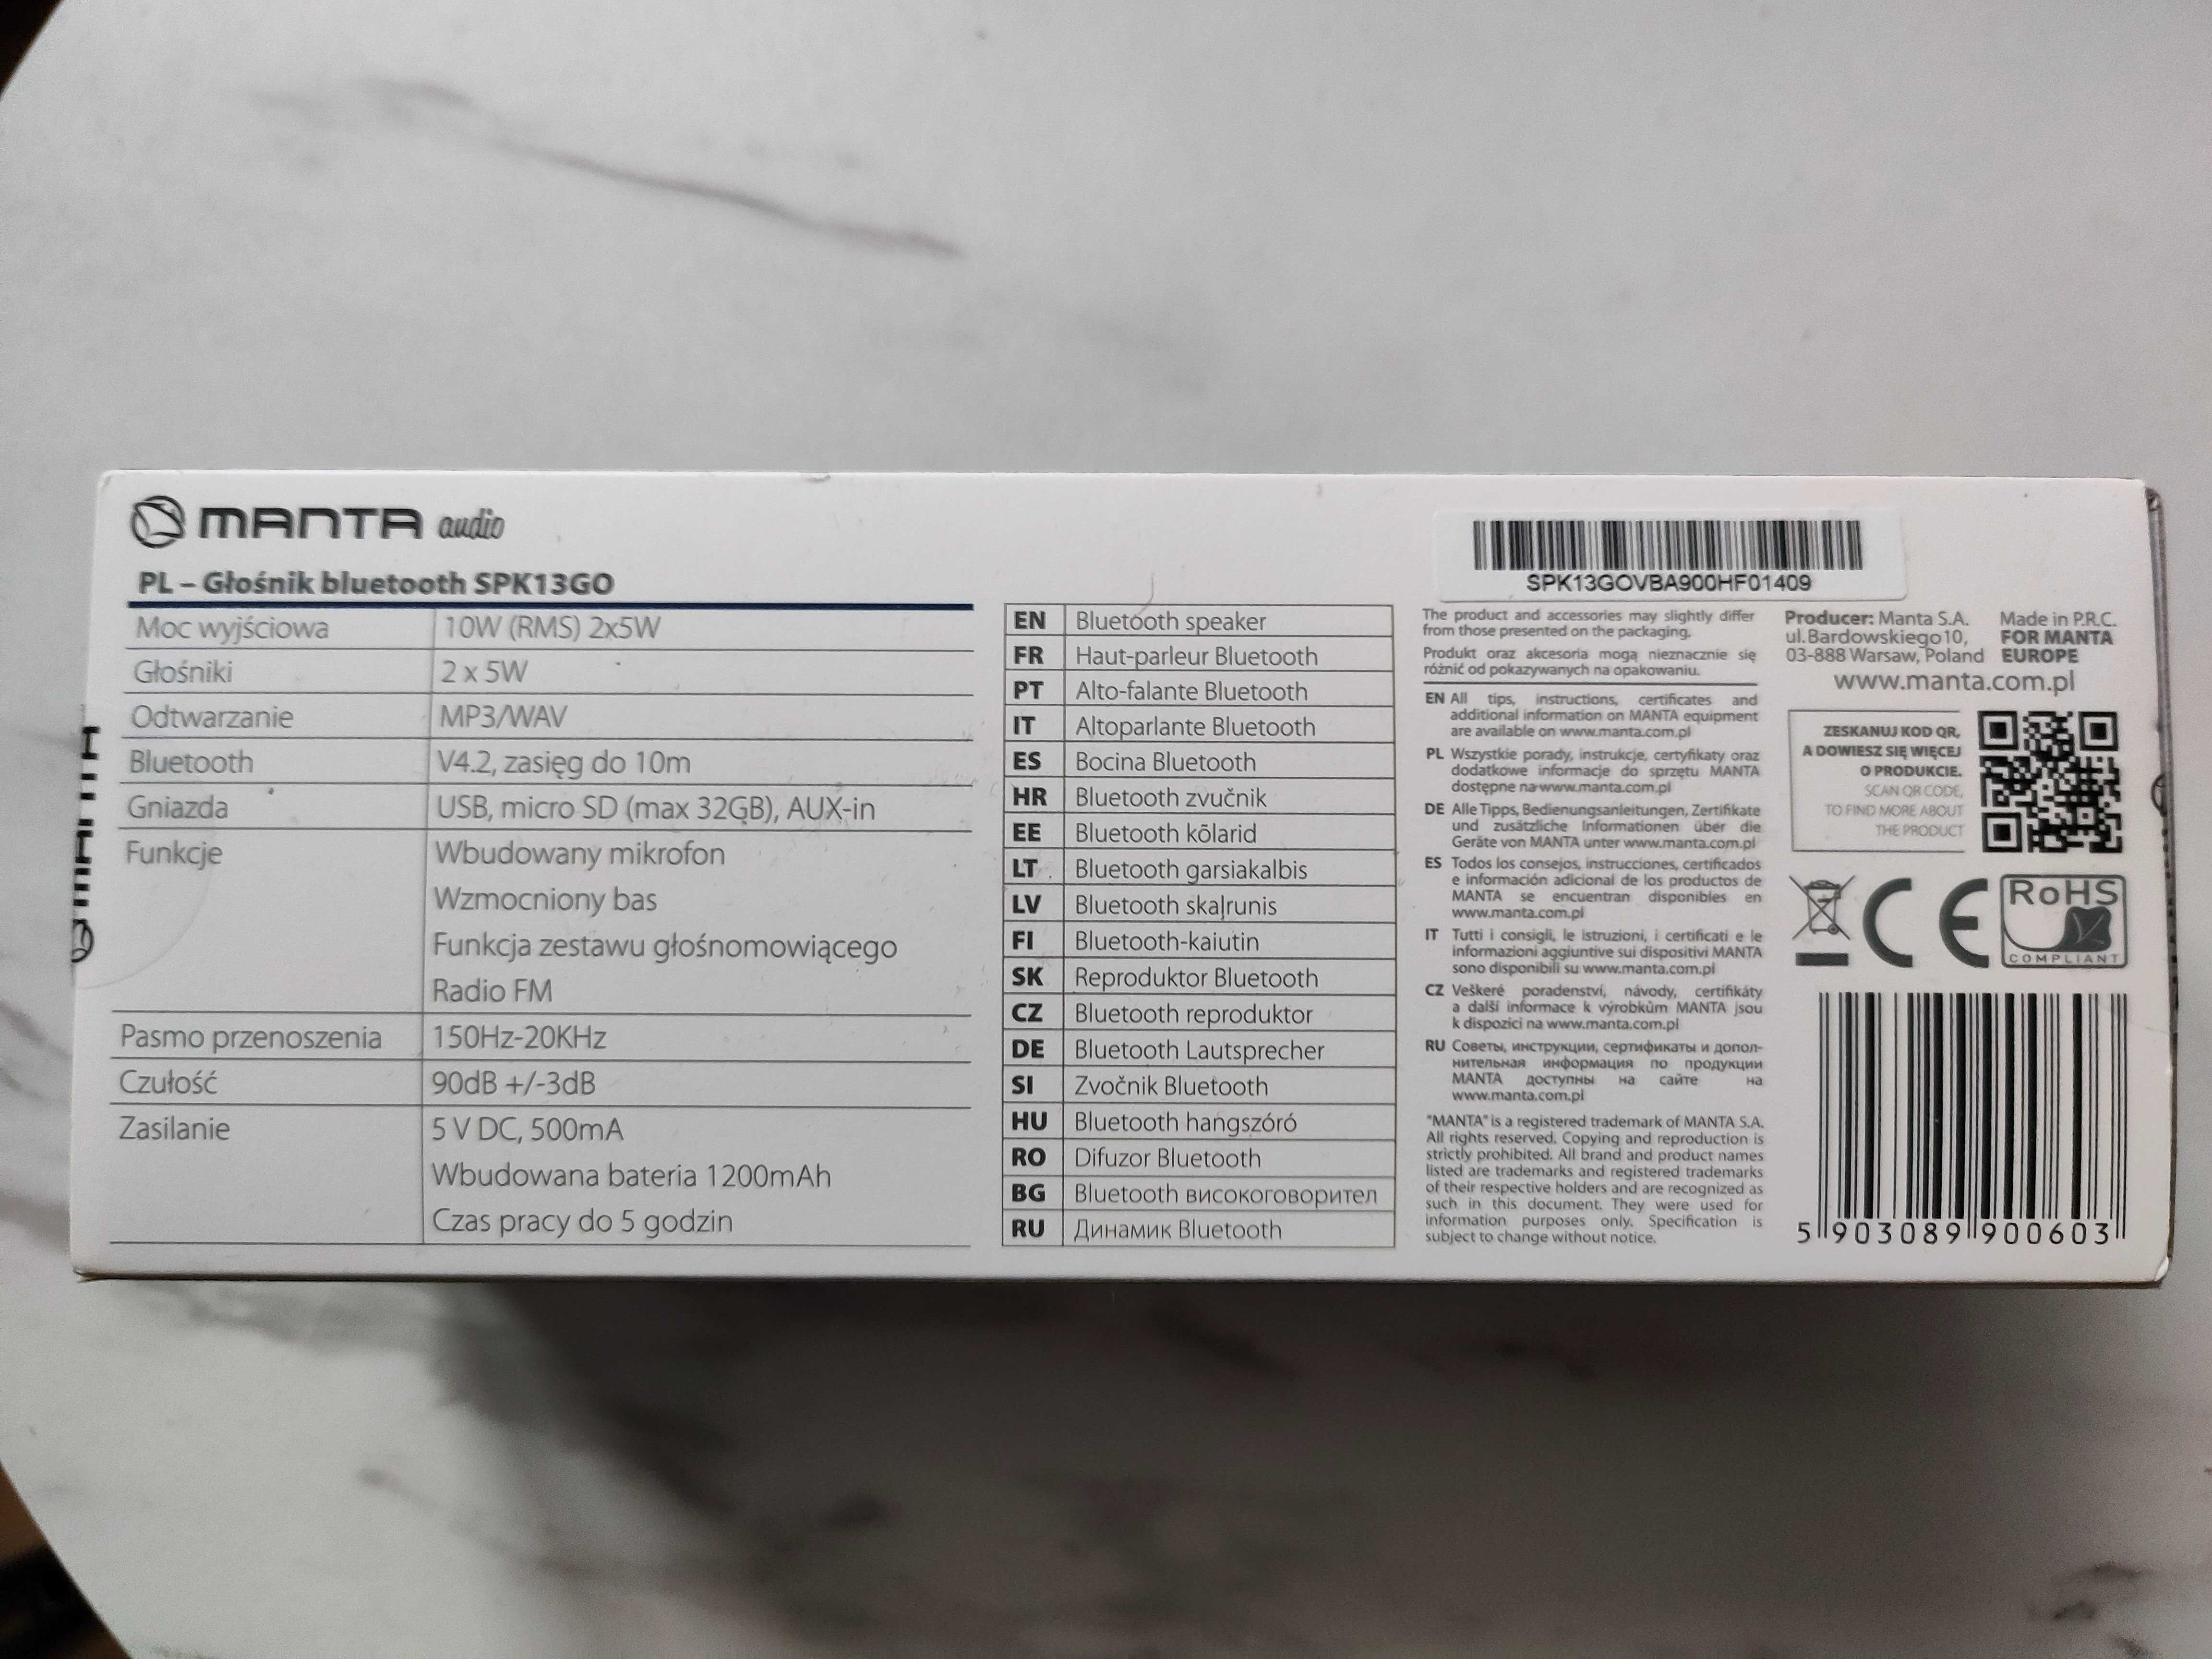 MANTA audio
PL – Głośnik bluetooth SPK13GO
Moc wyjściowa 10W (RMS) 2x5W
Głośniki 2 x 5W
Odtwarzanie MP3/WAV
Bluetooth V4.2, zasięg do 10m
Gniazda USB, micro SD (max 32GB), AUX-in
Funkcje Wbudowany mikrofon
Wzmocniony bas
Funkcja zestawu głośnomowiącego
Radio FM
Pasmo przenoszenia 150Hz-20KHz
Czułość 90dB +/-3dB
Zasilanie 5 V DC, 500mA
Wbudowana bateria 1200mAh
Czas pracy do 5 godzin
EN Bluetooth speaker
FR Haut-parleur Bluetooth
PT Alto-falante Bluetooth
IT Altoparlante Bluetooth
ES Bocina Bluetooth
HR Bluetooth zvučnik
EE Bluetooth kõlarid
LT Bluetooth garsiakalbis
LV Bluetooth skaļrunis
FI Bluetooth-kaiutin
SK Reproduktor Bluetooth
CZ Bluetooth reproduktor
DE Bluetooth Lautsprecher
SI Zvočnik Bluetooth
HU Bluetooth hangszóró
RO Difuzor Bluetooth
BG Bluetooth високоговорител
RU Динамик Bluetooth
SPK13GOVBA900HF01409
The product and accessories may slightly differ
from those presented on the packaging.
Produkt oraz akcesoria mogą nieznacznie się
różnić od pokazywanych na opakowaniu.
EN All tips, instructions, certificates and
additional information on MANTA equipment
are available on www.manta.com.pl
PL Wszystkie porady, instrukcje, certyfikaty oraz
dodatkowe informacje do sprzętu MANTA
dostępne na www.manta.com.pl
DE Alle Tipps, Bedienungsanleitungen, Zertifikate
und zusätzliche Informationen über die
Geräte von MANTA unter www.manta.com.pl
ES Todos los consejos, instrucciones, certificados
e información adicional de los productos de
MANTA se encuentran disponibles en
www.manta.com.pl
IT Tutti i consigli, le istruzioni, i certificati e le
informazioni aggiuntive sui dispositivi MANTA
sono disponibili su www.manta.com.pl
CZ Veškeré poradenství, návody, certifikáty
a další informace k výrobkům MANTA jsou
k dispozici na www.manta.com.pl
RU Советы, инструкции, сертификаты и допол-
нительная информация по продукции
MANTA доступны на сайте на
www.manta.com.pl
"MANTA" is a registered trademark of MANTA S.A.
All rights reserved. Copying and reproduction is
strictly prohibited. All brand and product names
listed are trademarks and registered trademarks
of their respective holders and are recognized as
such in this document. They were used for
information purposes only. Specification is
subject to change without notice.
Producer: Manta S.A.
ul.Bardowskiego10,
03-888 Warsaw, Poland
Made in P.R.C.
FOR MANTA
EUROPE
www.manta.com.pl
ZESKANUJ KOD QR,
A DOWIESZ SIĘ WIĘCEJ
O PRODUKCIE.
SCAN QR CODE,
TO FIND MORE ABOUT
THE PRODUCT
CE
RoHS
COMPLIANT
5 903089 900603
MANTA